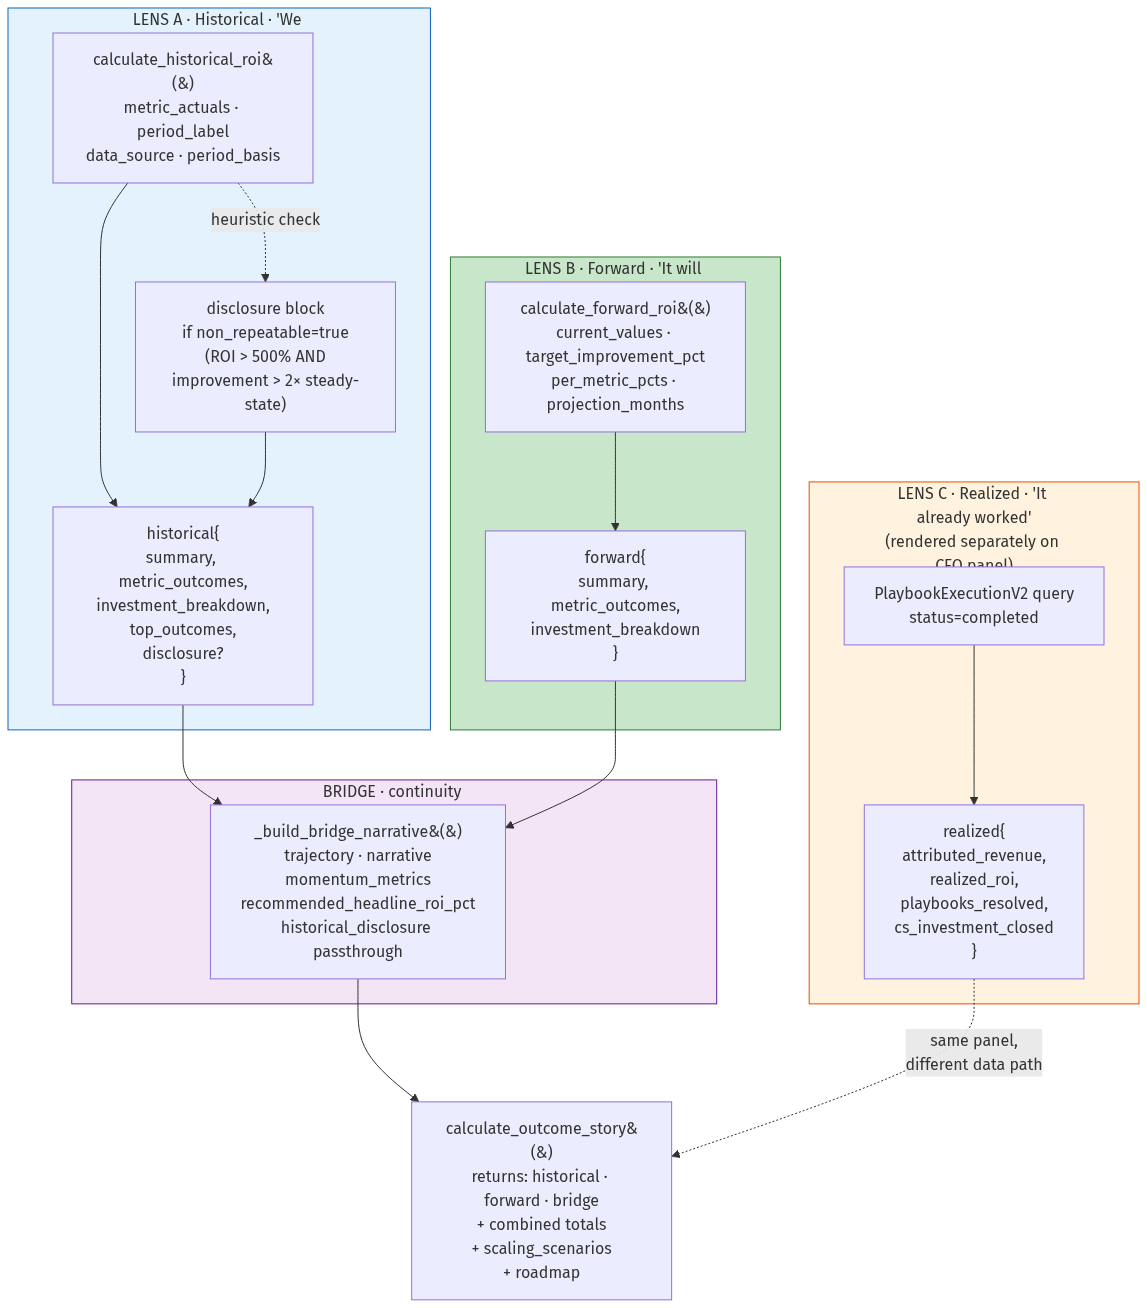 LENS A · Historical · 'We
calculate_historical_roi&
(&)
metric_actuals ·
period_label
data_source · period_basis
heuristic check
disclosure block
if non_repeatable=true
(ROI > 500% AND
improvement > 2× steady-
state)
historical{
summary,
metric_outcomes,
investment_breakdown,
top_outcomes,
disclosure?
}
LENS B · Forward · 'It will
calculate_forward_roi&(&)
current_values ·
target_improvement_pct
per_metric_pcts ·
projection_months
forward{
summary,
metric_outcomes,
investment_breakdown
}
LENS C · Realized · 'It
already worked'
(rendered separately on
CFO panel)
PlaybookExecutionV2 query
status=completed
realized{
attributed_revenue,
realized_roi,
playbooks_resolved,
cs_investment_closed
}
BRIDGE · continuity
_build_bridge_narrative&(&)
trajectory · narrative
momentum_metrics
recommended_headline_roi_pct
historical_disclosure
passthrough
same panel,
different data path
calculate_outcome_story&
(&)
returns: historical ·
forward · bridge
+ combined totals
+ scaling_scenarios
+ roadmap